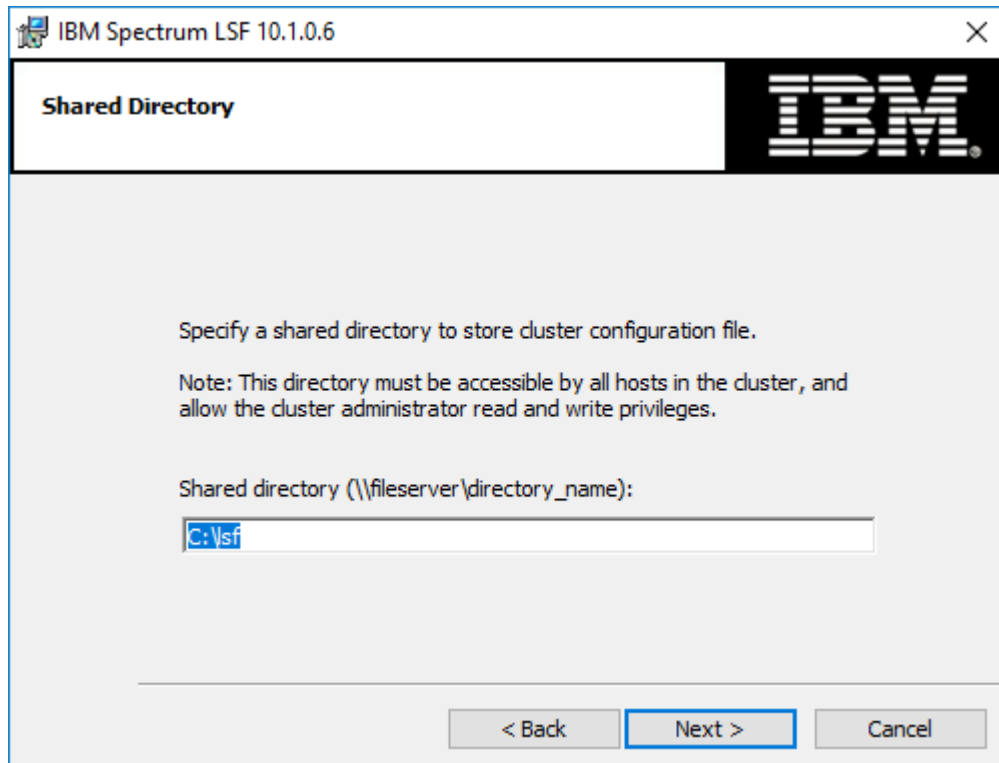 IBM Spectrum LSF 10.1.0.6
Shared Directory
IBM
Specify a shared directory to store cluster configuration file.
Note: This directory must be accessible by all hosts in the cluster, and
allow the cluster administrator read and write privileges.
Shared directory (\\fileserver\directory_name):
C:\lsf
< Back
Next >
Cancel